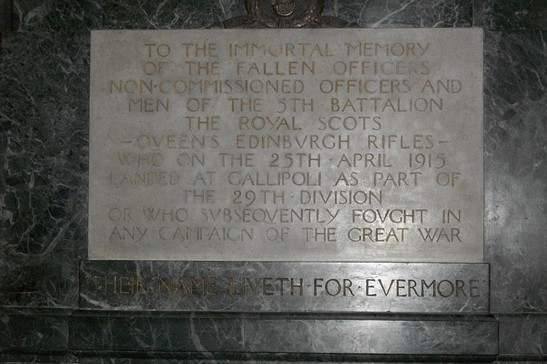 TO THE IMMORTAL MEMORY
OF THE FALLEN OFFICERS
NON-COMMISSIONED OFFICERS AND
MEN OF THE 5TH BATTALION
THE ROYAL SCOTS
-QVEEN'S EDINBVRGH RIFLES-
WHO ON THE 25TH·APRIL 1915
LANDED AT GALLIPOLI AS PART OF
THE 29TH·DIVISION
OR WHO SVBSEQVENTLY FOVGHT IN
ANY CAMPAIGN OF THE GREAT WAR
THEIR·NAME·LIVETH·FOR·EVERMORE